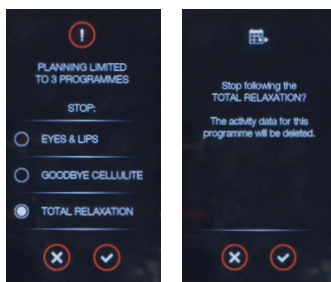 !
PLANNING LIMITED
TO 3 PROGRAMMES
STOP:
EYES & LIPS
GOODBYE CELLULITE
TOTAL RELAXATION
Stop following the
TOTAL RELAXATION?
The activity data for this
programme will be deleted.